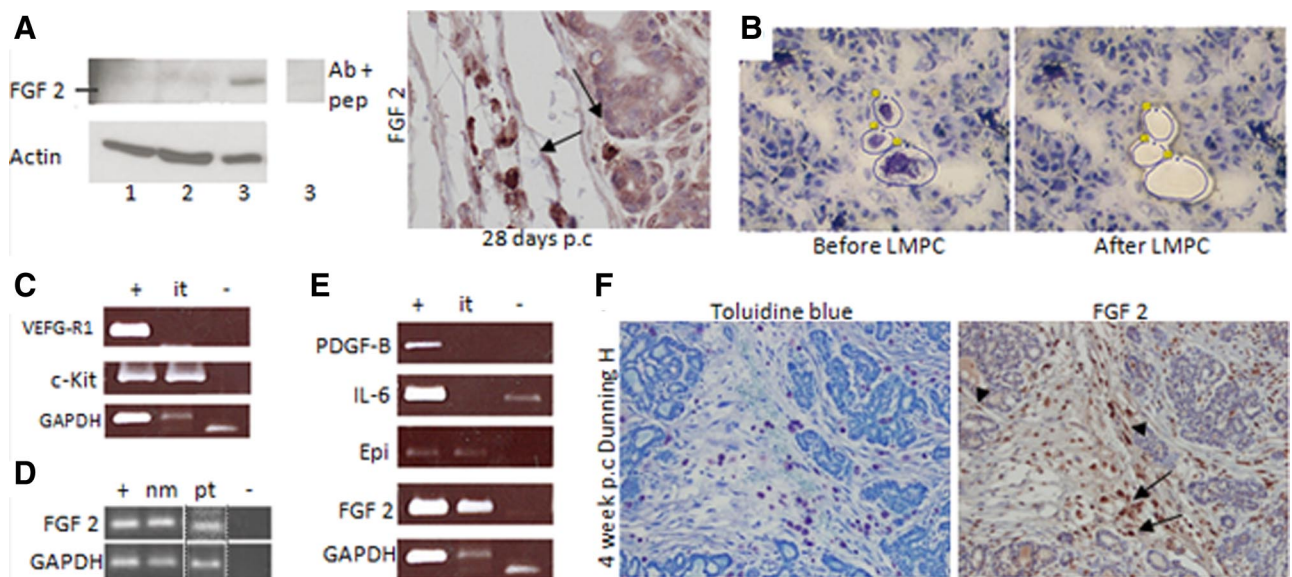 A
FGF 2
Ab +
pep
Actin
1 2 3 3
FGF 2
28 days p.c
B
Before LMPC After LMPC
C
+ it -
VEFG-R1
c-Kit
GAPDH
D
+ nm pt -
FGF 2
GAPDH
E
+ it -
PDGF-B
IL-6
Epi
FGF 2
GAPDH
F
Toluidine blue FGF 2
4 week p.c Dunning H